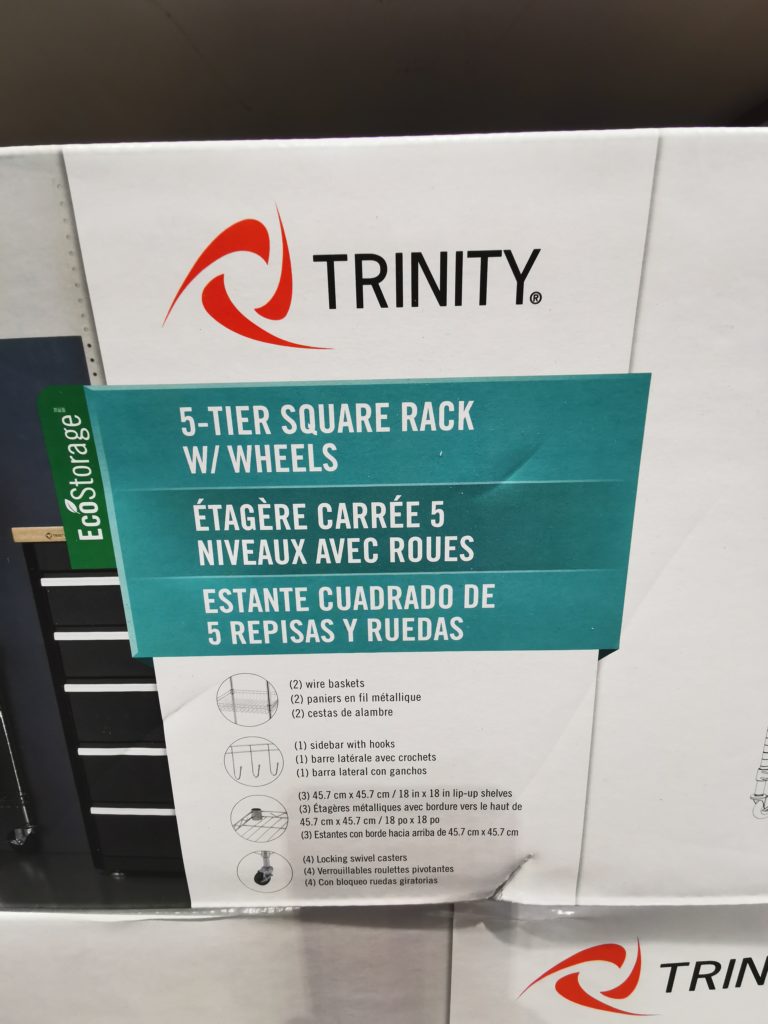 TRINITY®
EcoStorage
5-TIER SQUARE RACK
W/ WHEELS
ÉTAGÈRE CARRÉE 5
NIVEAUX AVEC ROUES
ESTANTE CUADRADO DE
5 REPISAS Y RUEDAS
(2) wire baskets
(2) paniers en fil métallique
(2) cestas de alambre
(1) sidebar with hooks
(1) barre latérale avec crochets
(1) barra lateral con ganchos
(3) 45.7 cm x 45.7 cm / 18 in x 18 in lip-up shelves
(3) Étagères métalliques avec bordure vers le haut de
45.7 cm x 45.7 cm / 18 po x 18 po
(3) Estantes con borde hacia arriba de 45.7 cm x 45.7 cm
(4) Locking swivel casters
(4) Verrouillables roulettes pivotantes
(4) Con bloqueo ruedas giratorias
TRIN